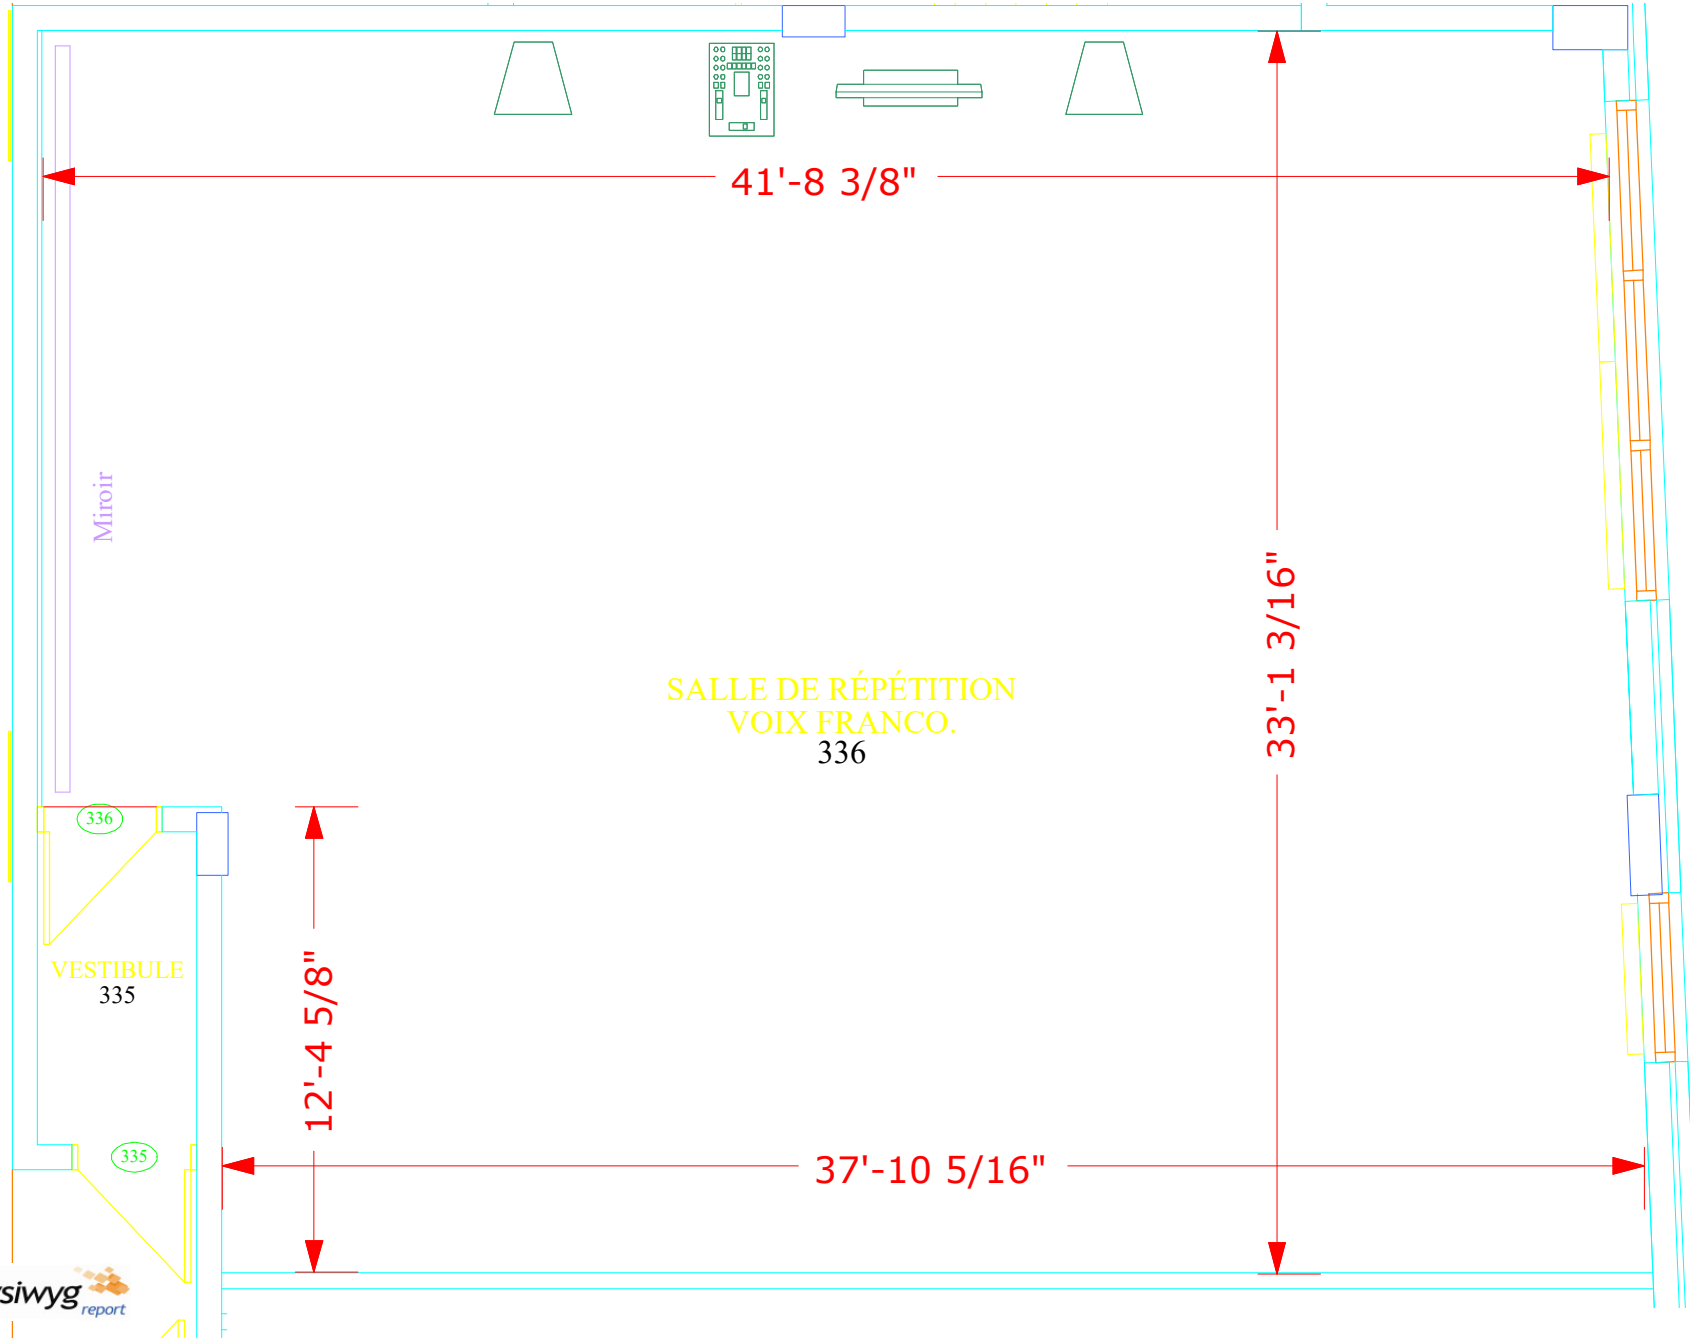 41'-8 3/8"
Miroir
33'-1 3/16"
SALLE DE RÉPÉTITION
VOIX FRANCO.
336
336
VESTIBULE
335
12'-4 5/8"
335
37'-10 5/16"
siwyg
report